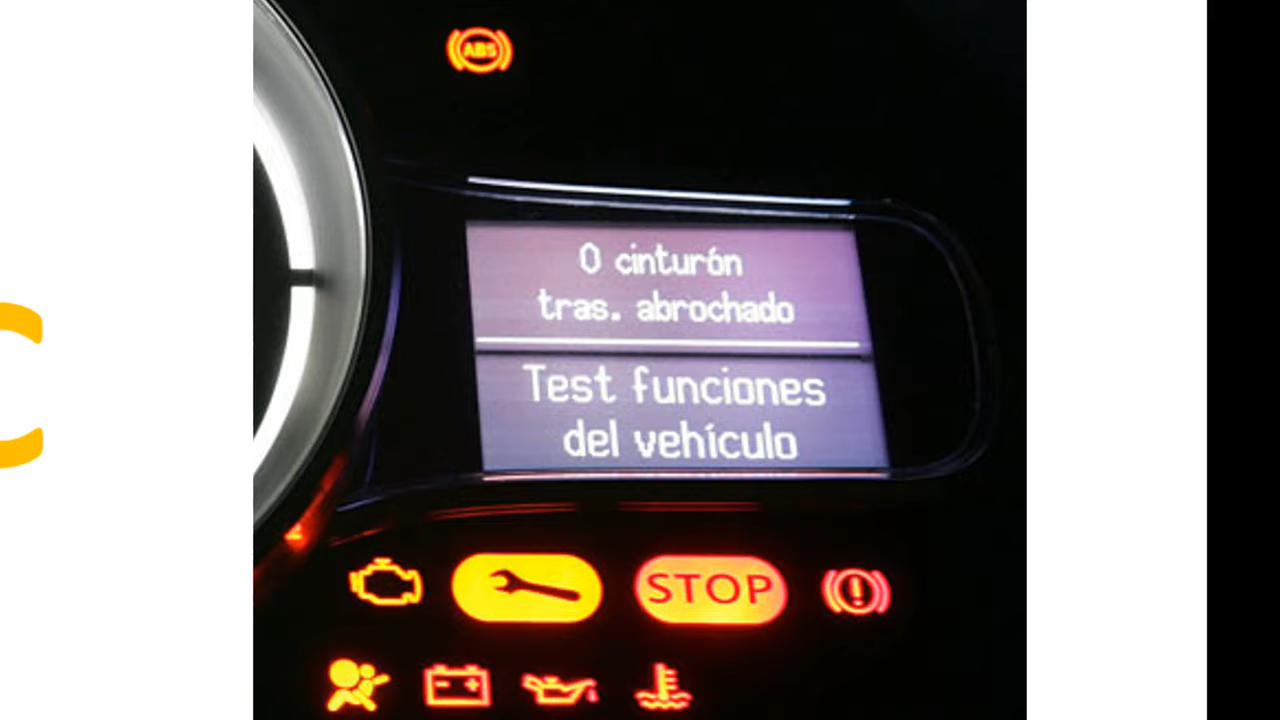 ABS
0 cinturón
tras. abrochado
Test funciones
del vehículo
STOP